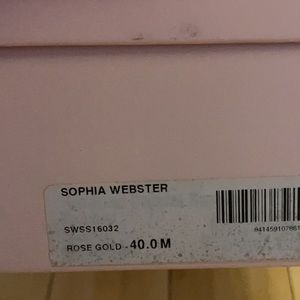 SOPHIA WEBSTER
SWSS16032
ROSE GOLD - 40.0 M